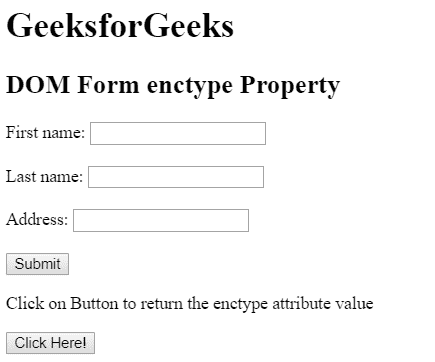 GeeksforGeeks
DOM Form enctype Property
First name:
Last name:
Address:
Submit
Click on Button to return the enctype attribute value
Click Here!